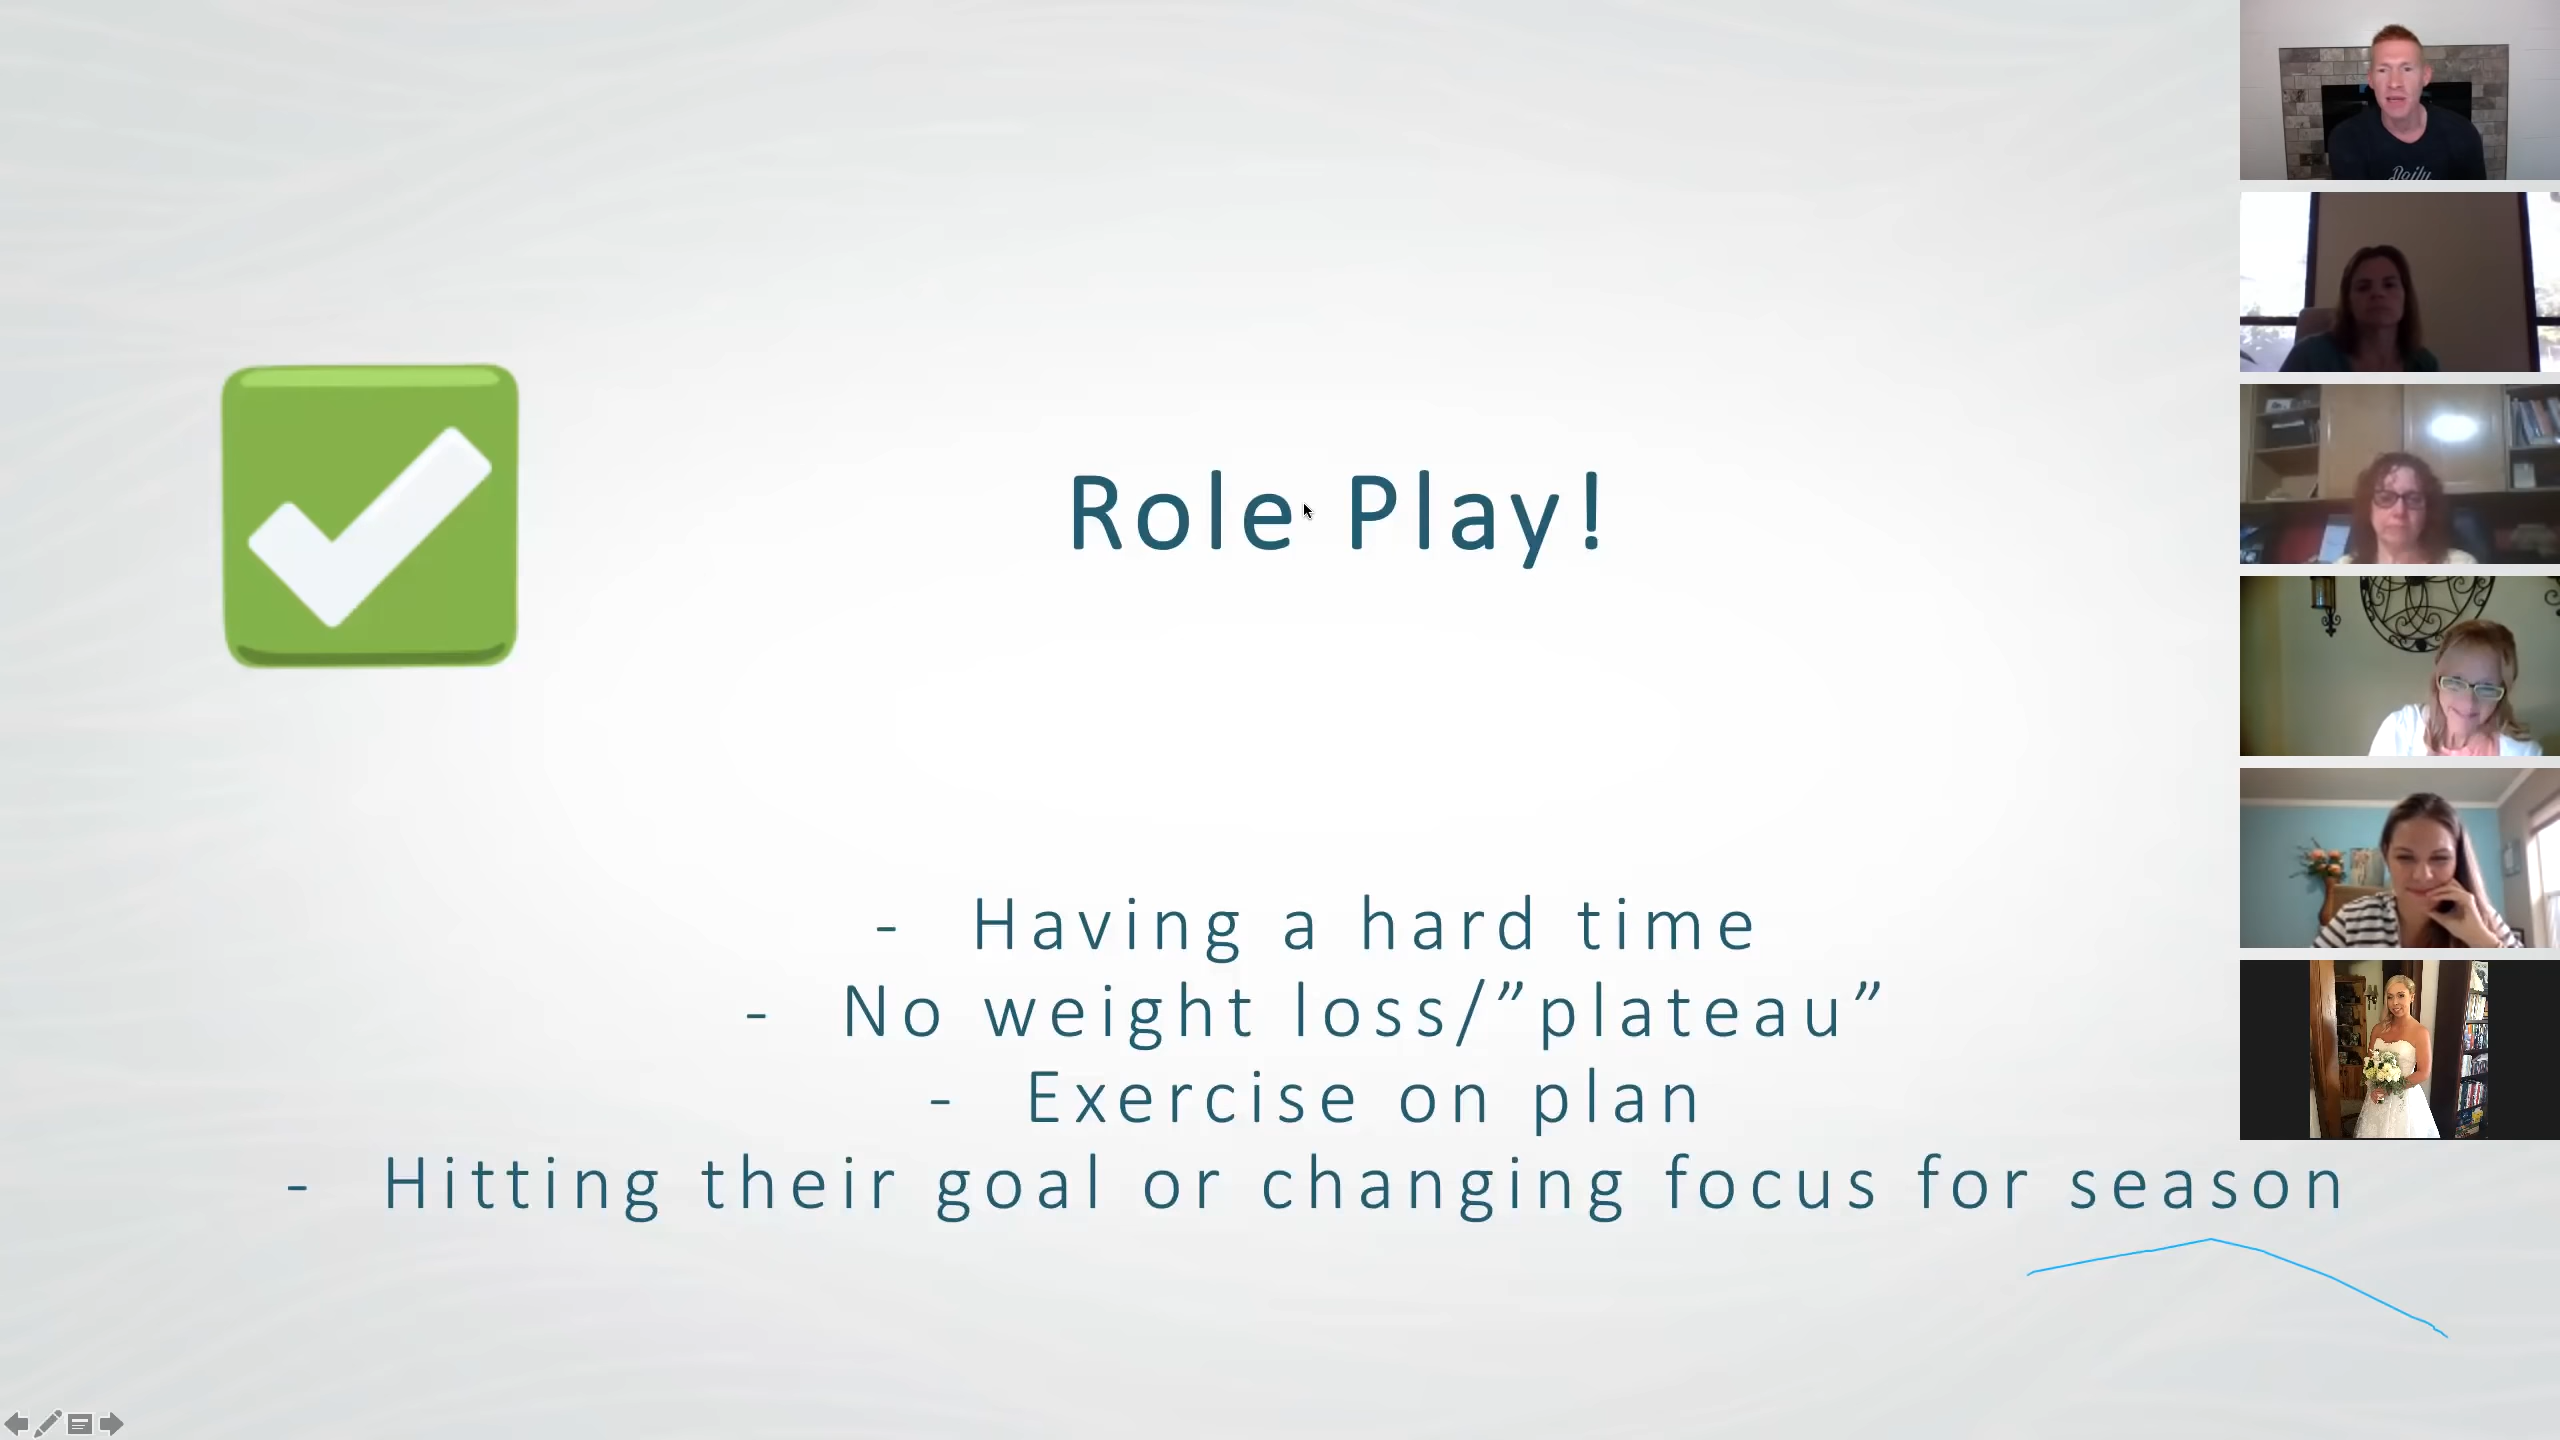 Role Play!
- Having a hard time
- No weight loss/”plateau”
- Exercise on plan
- Hitting their goal or changing focus for season
Daily